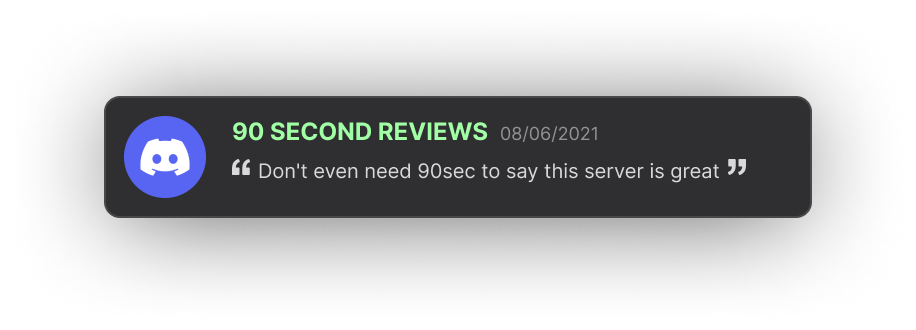 90 SECOND REVIEWS 08/06/2021
“ Don't even need 90sec to say this server is great ”